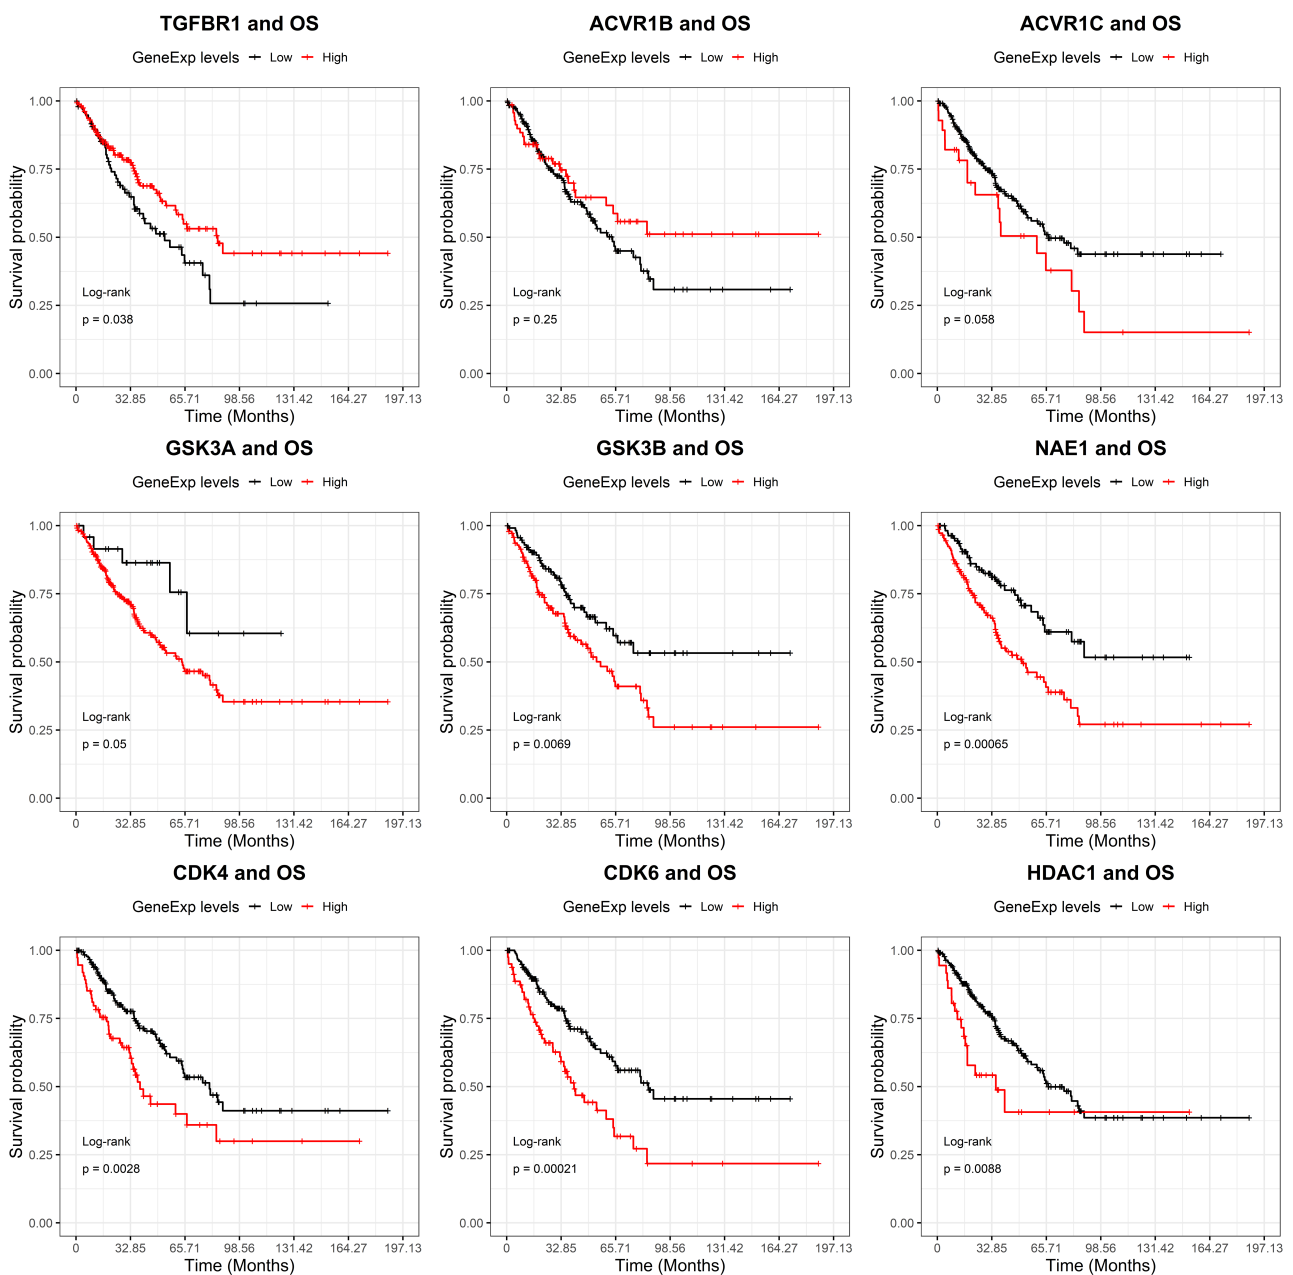 TGFBR1 and OS
GeneExp levels Low High
Survival probability
1.00
0.75
0.50
0.25
0.00
Log-rank
p = 0.038
0 32.85 65.71 98.56 131.42 164.27 197.13
Time (Months)
ACVR1B and OS
GeneExp levels Low High
Survival probability
1.00
0.75
0.50
0.25
0.00
Log-rank
p = 0.25
0 32.85 65.71 98.56 131.42 164.27 197.13
Time (Months)
ACVR1C and OS
GeneExp levels Low High
Survival probability
1.00
0.75
0.50
0.25
0.00
Log-rank
p = 0.058
0 32.85 65.71 98.56 131.42 164.27 197.13
Time (Months)
GSK3A and OS
GeneExp levels Low High
Survival probability
1.00
0.75
0.50
0.25
0.00
Log-rank
p = 0.05
0 32.85 65.71 98.56 131.42 164.27 197.13
Time (Months)
GSK3B and OS
GeneExp levels Low High
Survival probability
1.00
0.75
0.50
0.25
0.00
Log-rank
p = 0.0069
0 32.85 65.71 98.56 131.42 164.27 197.13
Time (Months)
NAE1 and OS
GeneExp levels Low High
Survival probability
1.00
0.75
0.50
0.25
0.00
Log-rank
p = 0.00065
0 32.85 65.71 98.56 131.42 164.27 197.13
Time (Months)
CDK4 and OS
GeneExp levels Low High
Survival probability
1.00
0.75
0.50
0.25
0.00
Log-rank
p = 0.0028
0 32.85 65.71 98.56 131.42 164.27 197.13
Time (Months)
CDK6 and OS
GeneExp levels Low High
Survival probability
1.00
0.75
0.50
0.25
0.00
Log-rank
p = 0.00021
0 32.85 65.71 98.56 131.42 164.27 197.13
Time (Months)
HDAC1 and OS
GeneExp levels Low High
Survival probability
1.00
0.75
0.50
0.25
0.00
Log-rank
p = 0.0088
0 32.85 65.71 98.56 131.42 164.27 197.13
Time (Months)